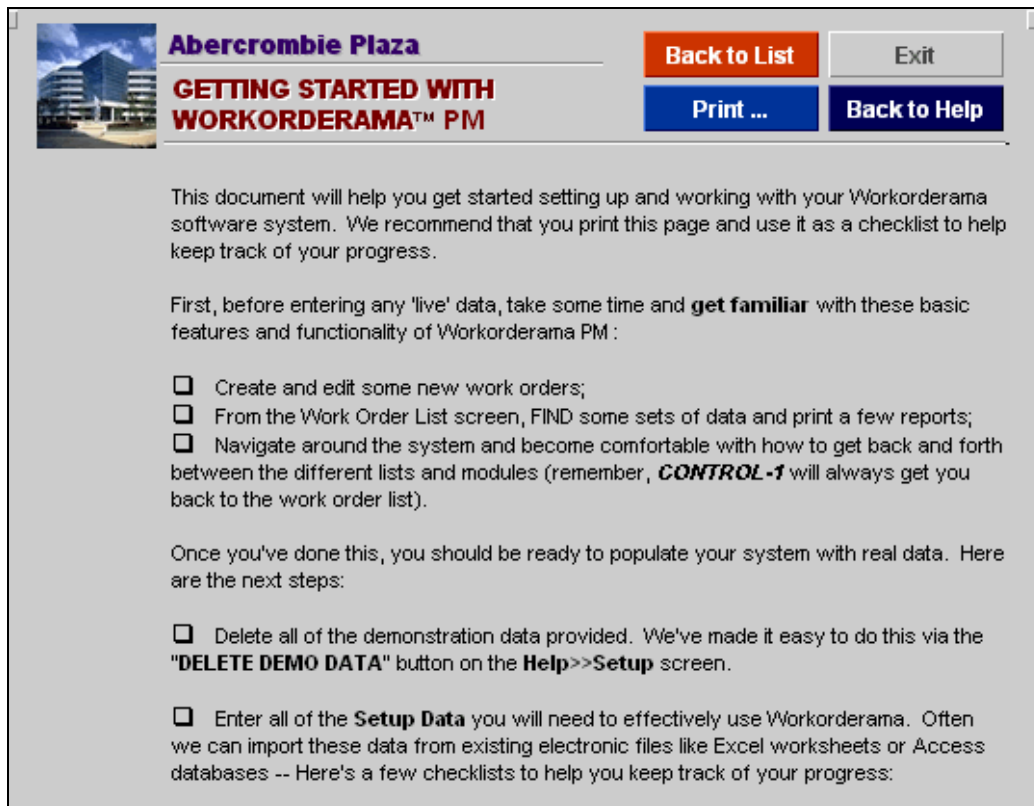 Abercrombie Plaza
GETTING STARTED WITH
WORKORDERAMA™ PM
Back to List
Exit
Print ...
Back to Help
This document will help you get started setting up and working with your Workorderama
software system.  We recommend that you print this page and use it as a checklist to help
keep track of your progress.
First, before entering any 'live' data, take some time and get familiar with these basic
features and functionality of Workorderama PM :
❑ Create and edit some new work orders;
❑ From the Work Order List screen, FIND some sets of data and print a few reports;
❑ Navigate around the system and become comfortable with how to get back and forth
between the different lists and modules (remember, CONTROL-1 will always get you
back to the work order list).
Once you've done this, you should be ready to populate your system with real data.  Here
are the next steps:
❑ Delete all of the demonstration data provided.  We've made it easy to do this via the
"DELETE DEMO DATA" button on the Help>>Setup screen.
❑ Enter all of the Setup Data you will need to effectively use Workorderama.  Often
we can import these data from existing electronic files like Excel worksheets or Access
databases -- Here's a few checklists to help you keep track of your progress: